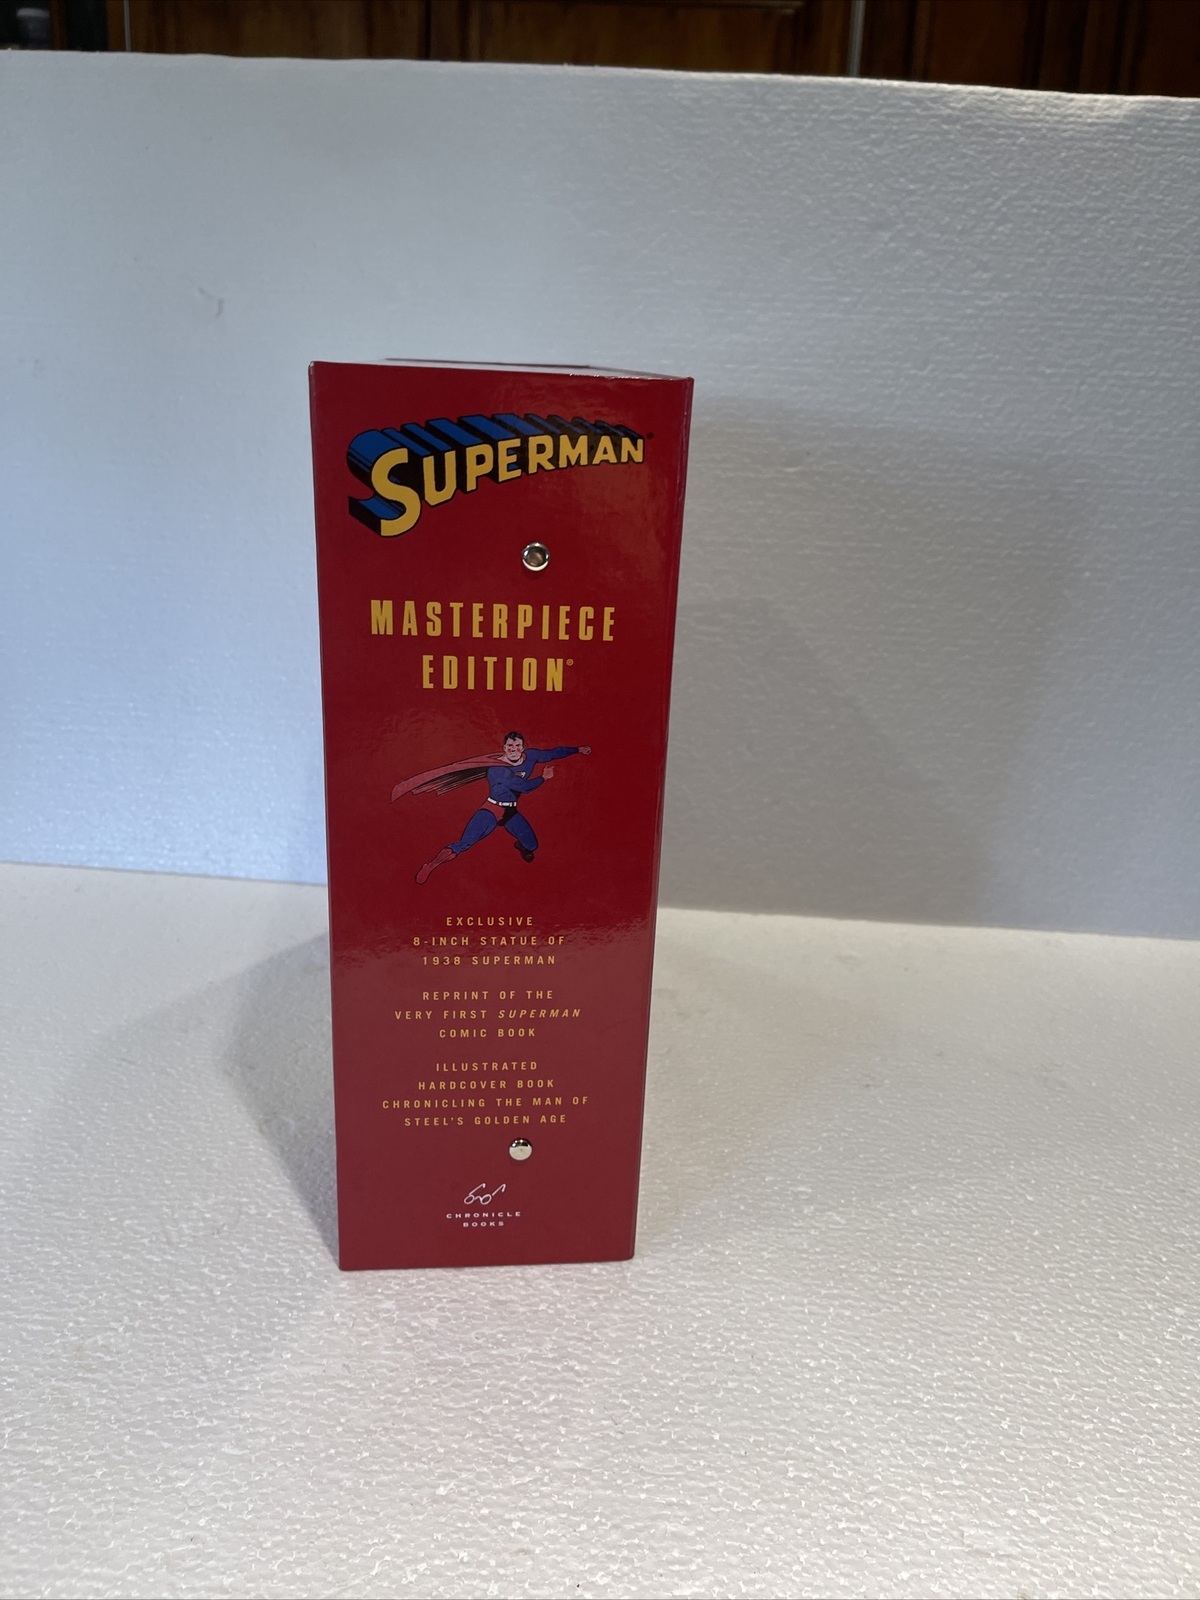 SUPERMAN
MASTERPIECE
EDITION®
EXCLUSIVE
8-INCH STATUE OF
1938 SUPERMAN
REPRINT OF THE
VERY FIRST SUPERMAN
COMIC BOOK
ILLUSTRATED
HARDCOVER BOOK
CHRONICLING THE MAN OF
STEEL'S GOLDEN AGE
CHRONICLE
BOOKS